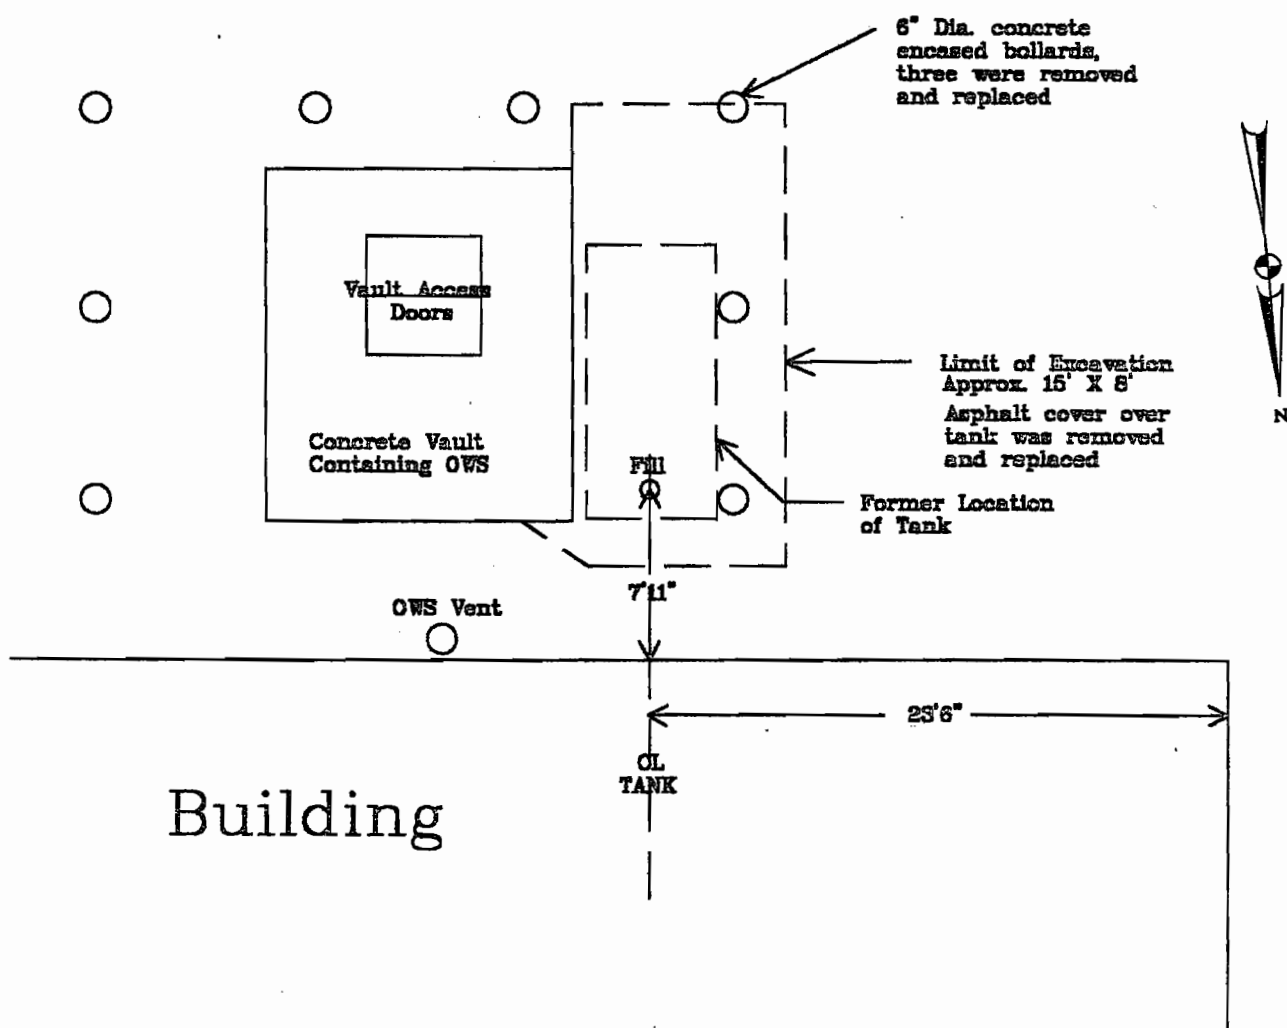 6" Dia. concrete
encased bollards,
three were removed
and replaced
Vault Access
Doors
Limit of Excavation
Approx. 15' X 8'
Asphalt cover over
tank was removed
and replaced
Concrete Vault
Containing OWS
Fill
Former Location
of Tank
7'11"
OWS Vent
23'6"
CL
TANK
Building
N